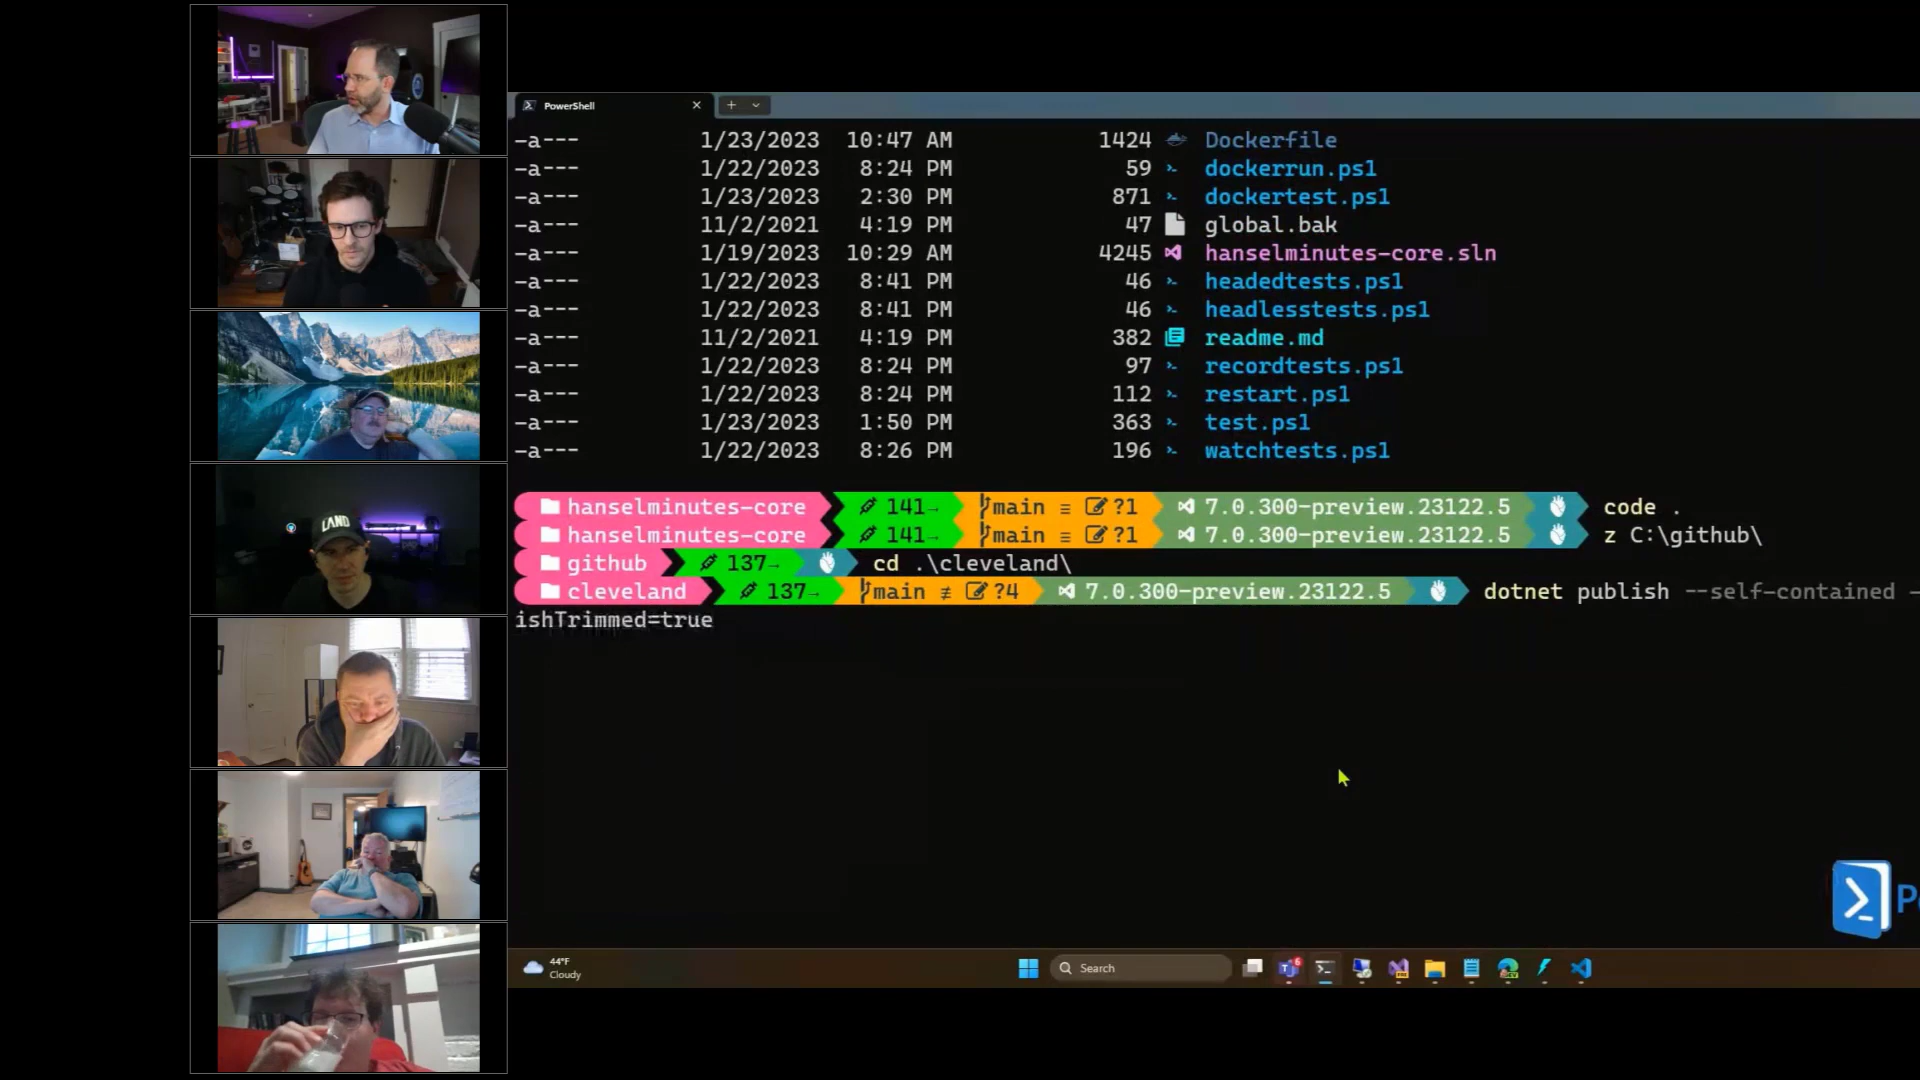 LAND
PowerShell
-a--- 1/23/2023 10:47 AM 1424 Dockerfile
-a--- 1/22/2023 8:24 PM 59 dockerrun.ps1
-a--- 1/23/2023 2:30 PM 871 dockertest.ps1
-a--- 11/2/2021 4:19 PM 47 global.bak
-a--- 1/19/2023 10:29 AM 4245 hanselminutes-core.sln
-a--- 1/22/2023 8:41 PM 46 headedtests.ps1
-a--- 1/22/2023 8:41 PM 46 headlesstests.ps1
-a--- 11/2/2021 4:19 PM 382 readme.md
-a--- 1/22/2023 8:24 PM 97 recordtests.ps1
-a--- 1/22/2023 8:24 PM 112 restart.ps1
-a--- 1/23/2023 1:50 PM 363 test.ps1
-a--- 1/22/2023 8:26 PM 196 watchtests.ps1
hanselminutes-core 141→ main ≡ ?1 7.0.300-preview.23122.5 code .
hanselminutes-core 141→ main ≡ ?1 7.0.300-preview.23122.5 z C:\github\
github 137→ cd .\cleveland\
cleveland 137→ main ≢ ?4 7.0.300-preview.23122.5 dotnet publish --self-contained -
ishTrimmed=true
44°F
Cloudy
Search
6